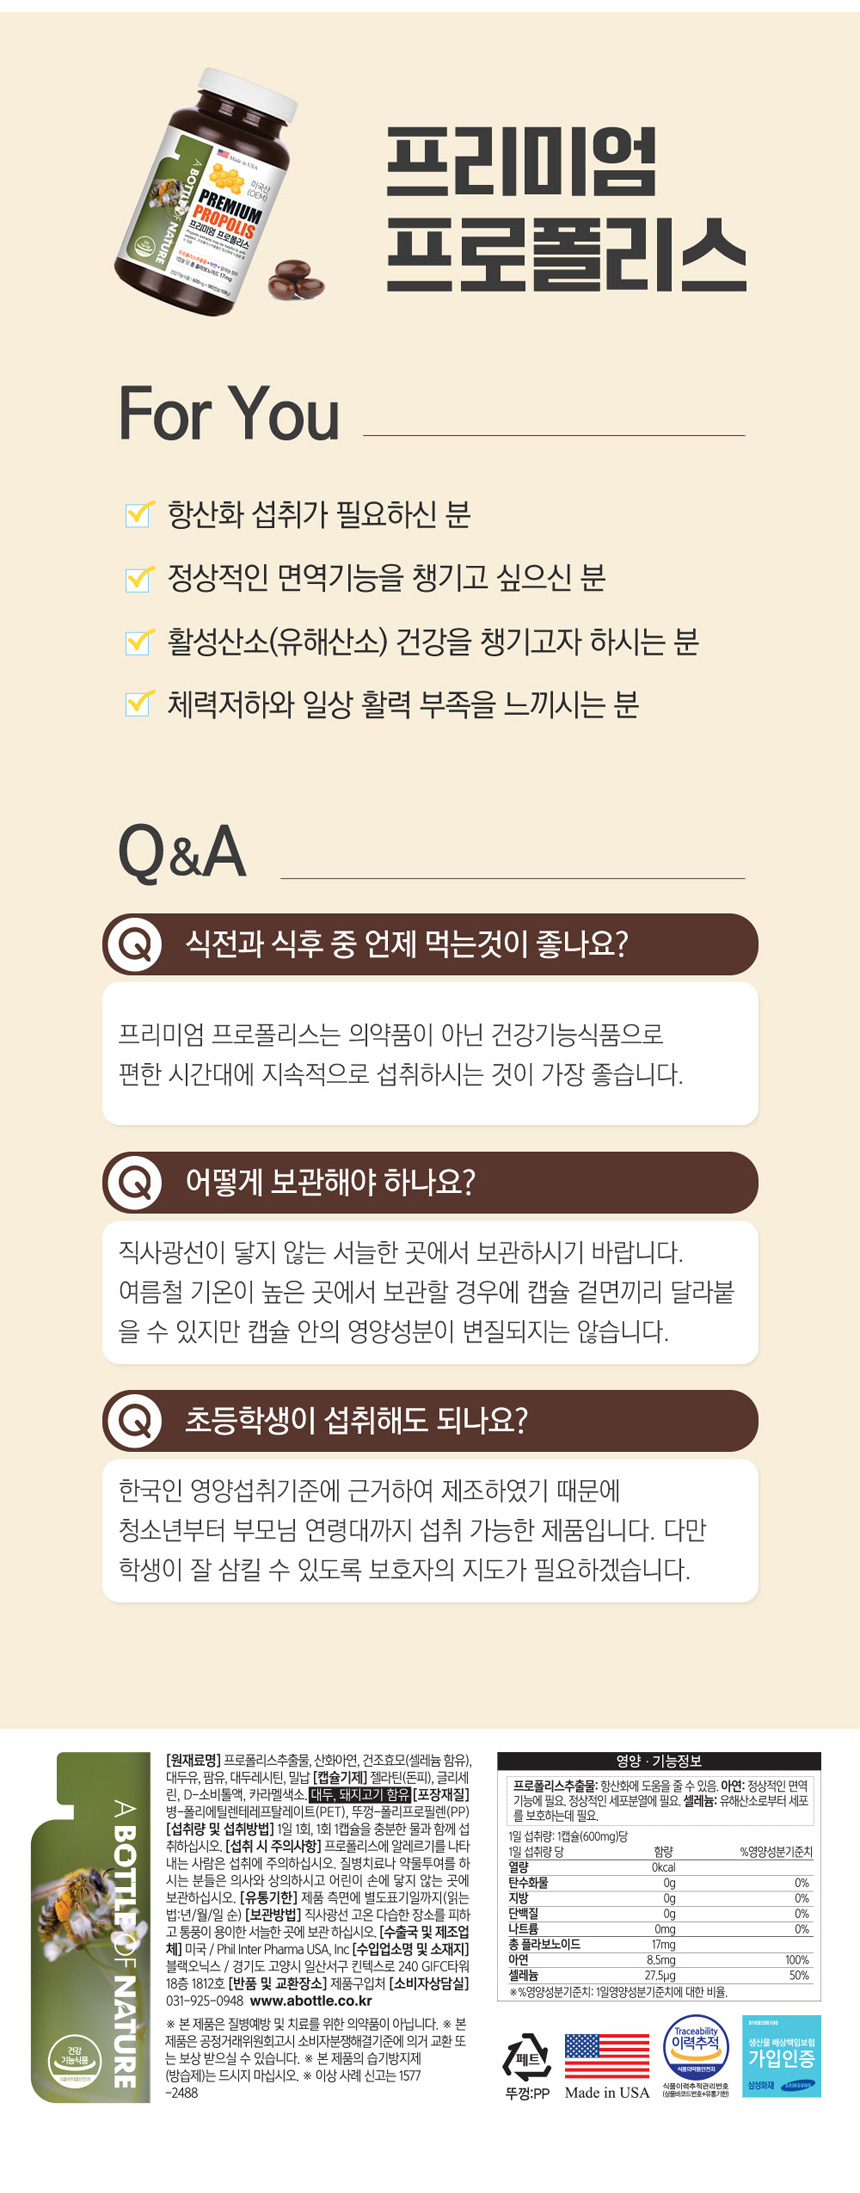 Made in USA
미국산
(OEM)
A BOTTLE OF NATURE
PREMIUM
PROPOLIS
프리미엄 프로폴리스
프리미엄
프로폴리스
For You
항산화 섭취가 필요하신 분
정상적인 면역기능을 챙기고 싶으신 분
활성산소(유해산소) 건강을 챙기고자 하시는 분
체력저하와 일상 활력 부족을 느끼시는 분
Q&A
Q 식전과 식후 중 언제 먹는것이 좋나요?
프리미엄 프로폴리스는 의약품이 아닌 건강기능식품으로
편한 시간대에 지속적으로 섭취하시는 것이 가장 좋습니다.
Q 어떻게 보관해야 하나요?
직사광선이 닿지 않는 서늘한 곳에서 보관하시기 바랍니다.
여름철 기온이 높은 곳에서 보관할 경우에 캡슐 겉면끼리 달라붙
을 수 있지만 캡슐 안의 영양성분이 변질되지는 않습니다.
Q 초등학생이 섭취해도 되나요?
한국인 영양섭취기준에 근거하여 제조하였기 때문에
청소년부터 부모님 연령대까지 섭취 가능한 제품입니다. 다만
학생이 잘 삼킬 수 있도록 보호자의 지도가 필요하겠습니다.
A BOTTLE OF NATURE
건강
기능식품
식품의약품안전처
[원재료명] 프로폴리스추출물, 산화아연, 건조효모(셀레늄 함유),
대두유, 팜유, 대두레시틴, 밀납 [캡슐기제] 젤라틴(돈피), 글리세
린, D-소비톨액, 카라멜색소. 대두, 돼지고기 함유 [포장재질]
병-폴리에틸렌테레프탈레이트(PET), 뚜껑-폴리프로필렌(PP)
[섭취량 및 섭취방법] 1일 1회, 1회 1캡슐을 충분한 물과 함께 섭
취하십시오. [섭취 시 주의사항] 프로폴리스에 알레르기를 나타
내는 사람은 섭취에 주의하십시오. 질병치료나 약물투여를 하
시는 분들은 의사와 상의하시고 어린이 손에 닿지 않는 곳에
보관하십시오. [유통기한] 제품 측면에 별도표기일까지(읽는
법:년/월/일 순) [보관방법] 직사광선 고온 다습한 장소를 피하
고 통풍이 용이한 서늘한 곳에 보관 하십시오. [수출국 및 제조업
체] 미국 / Phil Inter Pharma USA, Inc [수입업소명 및 소재지]
블랙오닉스 / 경기도 고양시 일산서구 킨텍스로 240 GIFC타워
18층 1812호 [반품 및 교환장소] 제품구입처 [소비자상담실]
031-925-0948 www.abottle.co.kr
※ 본 제품은 질병예방 및 치료를 위한 의약품이 아닙니다. ※ 본
제품은 공정거래위원회고시 소비자분쟁해결기준에 의거 교환 또
는 보상 받으실 수 있습니다. ※ 본 제품의 습기방지제
(방습제)는 드시지 마십시오. ※ 이상 사례 신고는 1577
-2488
영양 · 기능정보
프로폴리스추출물: 항산화에 도움을 줄 수 있음. 아연: 정상적인 면역
기능에 필요. 정상적인 세포분열에 필요. 셀레늄: 유해산소로부터 세포
를 보호하는데 필요.
1일 섭취량: 1캡슐(600mg)당
1일 섭취량 당 함량 %영양성분기준치
열량 0kcal
탄수화물 0g 0%
지방 0g 0%
단백질 0g 0%
나트륨 0mg 0%
총 플라보노이드 17mg
아연 8.5mg 100%
셀레늄 27.5μg 50%
※%영양성분기준치: 1일영양성분기준치에 대한 비율.
페트
뚜껑:PP
Made in USA
Traceability
이력추적
식품의약품안전처
식품이력추적관리번호
(상품바코드번호+유통기한)
생산물 배상책임보험
가입인증
삼성화재
SAMSUNG